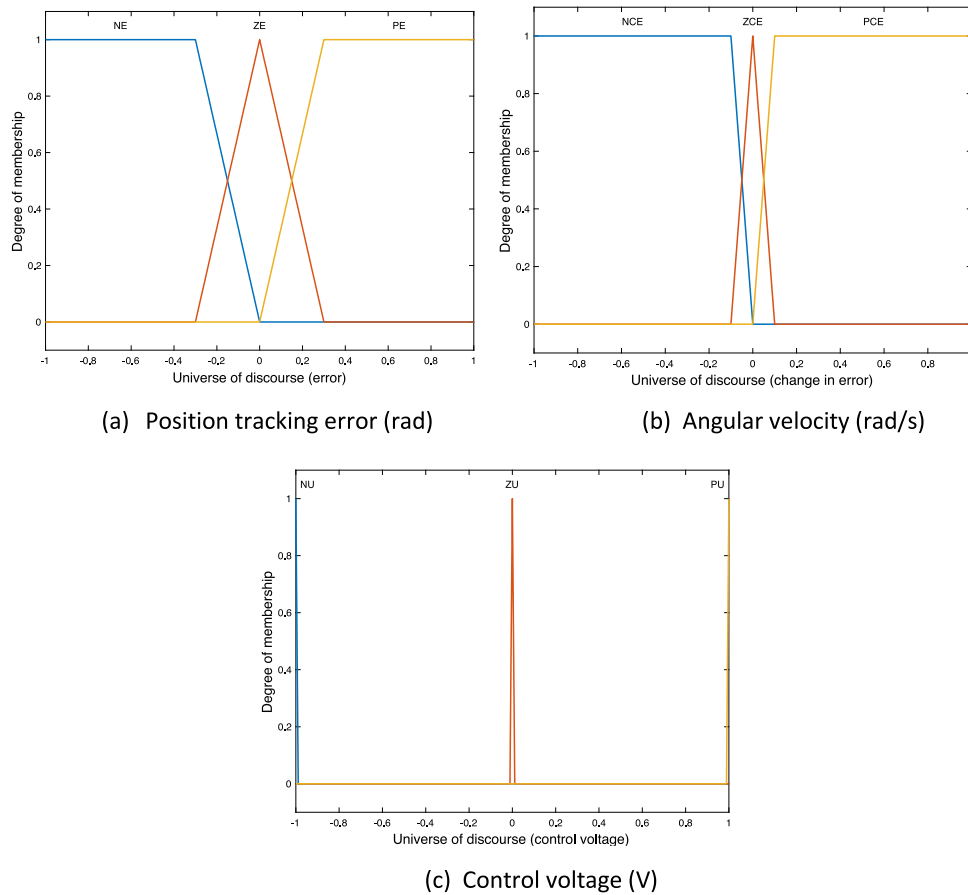 NE ZE PE
1
0.8
0.6
0.4
0.2
0
Degree of membership
-1 -0.8 -0.6 -0.4 -0.2 0 0.2 0.4 0.6 0.8 1
Universe of discourse (error)
(a) Position tracking error (rad)
NCE ZCE PCE
1
0.8
0.6
0.4
0.2
0
Degree of membership
-1 -0.8 -0.6 -0.4 -0.2 0 0.2 0.4 0.6 0.8
Universe of discourse (change in error)
(b) Angular velocity (rad/s)
NU ZU PU
1
0.8
0.6
0.4
0.2
0
Degree of membership
-1 -0.8 -0.6 -0.4 -0.2 0 0.2 0.4 0.6 0.8 1
Universe of discourse (control voltage)
(c) Control voltage (V)